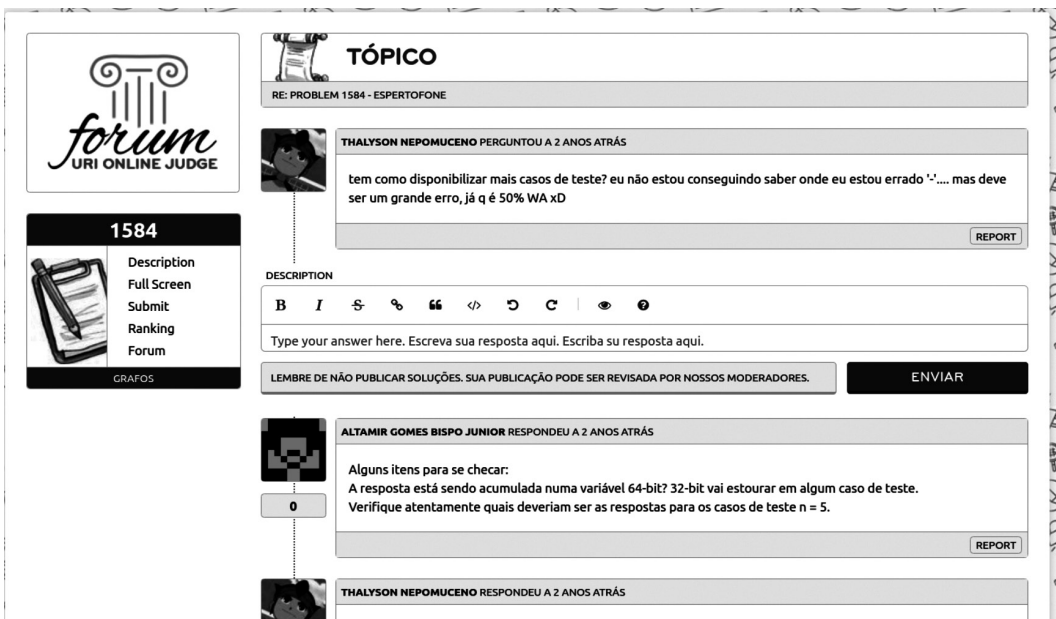 forum
URI ONLINE JUDGE
1584
Description
Full Screen
Submit
Ranking
Forum
GRAFOS
TÓPICO
RE: PROBLEM 1584 - ESPERTOFONE
THALYSON NEPOMUCENO PERGUNTOU A 2 ANOS ATRÁS
tem como disponibilizar mais casos de teste? eu não estou conseguindo saber onde eu estou errado '-'.... mas deve
ser um grande erro, já q é 50% WA xD
REPORT
DESCRIPTION
B I S
Type your answer here. Escreva sua resposta aqui. Escriba su resposta aqui.
LEMBRE DE NÃO PUBLICAR SOLUÇÕES. SUA PUBLICAÇÃO PODE SER REVISADA POR NOSSOS MODERADORES.
ENVIAR
ALTAMIR GOMES BISPO JUNIOR RESPONDEU A 2 ANOS ATRÁS
0
Alguns itens para se checar:
A resposta está sendo acumulada numa variável 64-bit? 32-bit vai estourar em algum caso de teste.
Verifique atentamente quais deveriam ser as respostas para os casos de teste n = 5.
REPORT
THALYSON NEPOMUCENO RESPONDEU A 2 ANOS ATRÁS